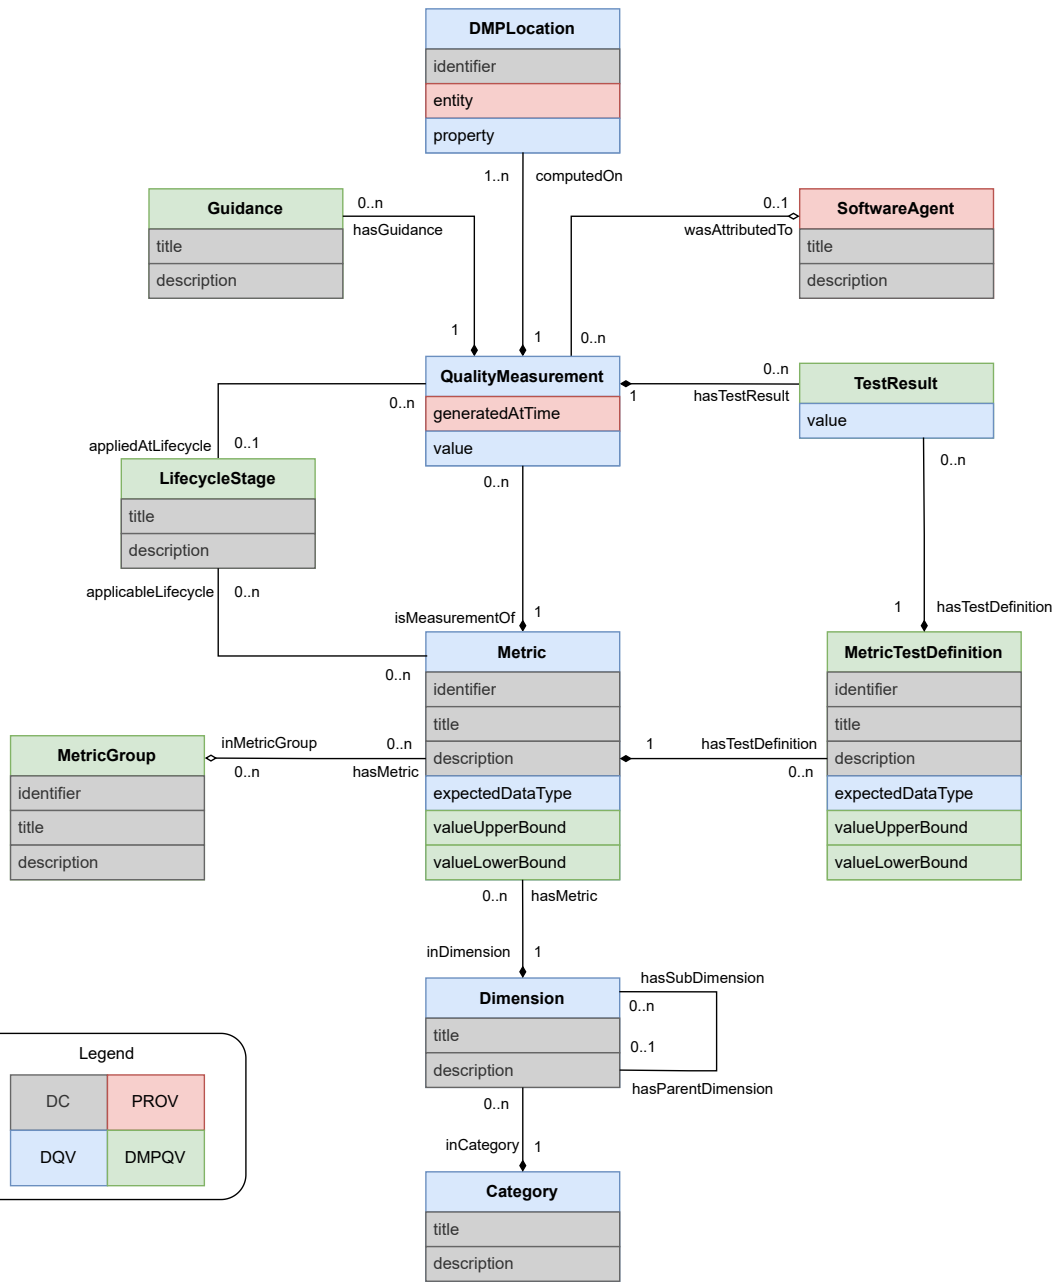 DMPLocation
identifier
entity
property
1..n
computedOn
Guidance
title
description
0..n
hasGuidance
0..1
wasAttributedTo
SoftwareAgent
title
description
1
1
0..n
QualityMeasurement
generatedAtTime
value
0..n
1
hasTestResult
0..n
TestResult
value
0..n
appliedAtLifecycle
0..1
LifecycleStage
title
description
applicableLifecycle
0..n
0..n
0..n
isMeasurementOf
1
1
hasTestDefinition
Metric
identifier
title
description
expectedDataType
valueUpperBound
valueLowerBound
MetricTestDefinition
identifier
title
description
expectedDataType
valueUpperBound
valueLowerBound
1
hasTestDefinition
0..n
MetricGroup
identifier
title
description
inMetricGroup
0..n
0..n
hasMetric
0..n
hasMetric
inDimension
1
Dimension
title
description
hasSubDimension
0..n
0..1
hasParentDimension
0..n
inCategory
1
Category
title
description
Legend
DC
PROV
DQV
DMPQV